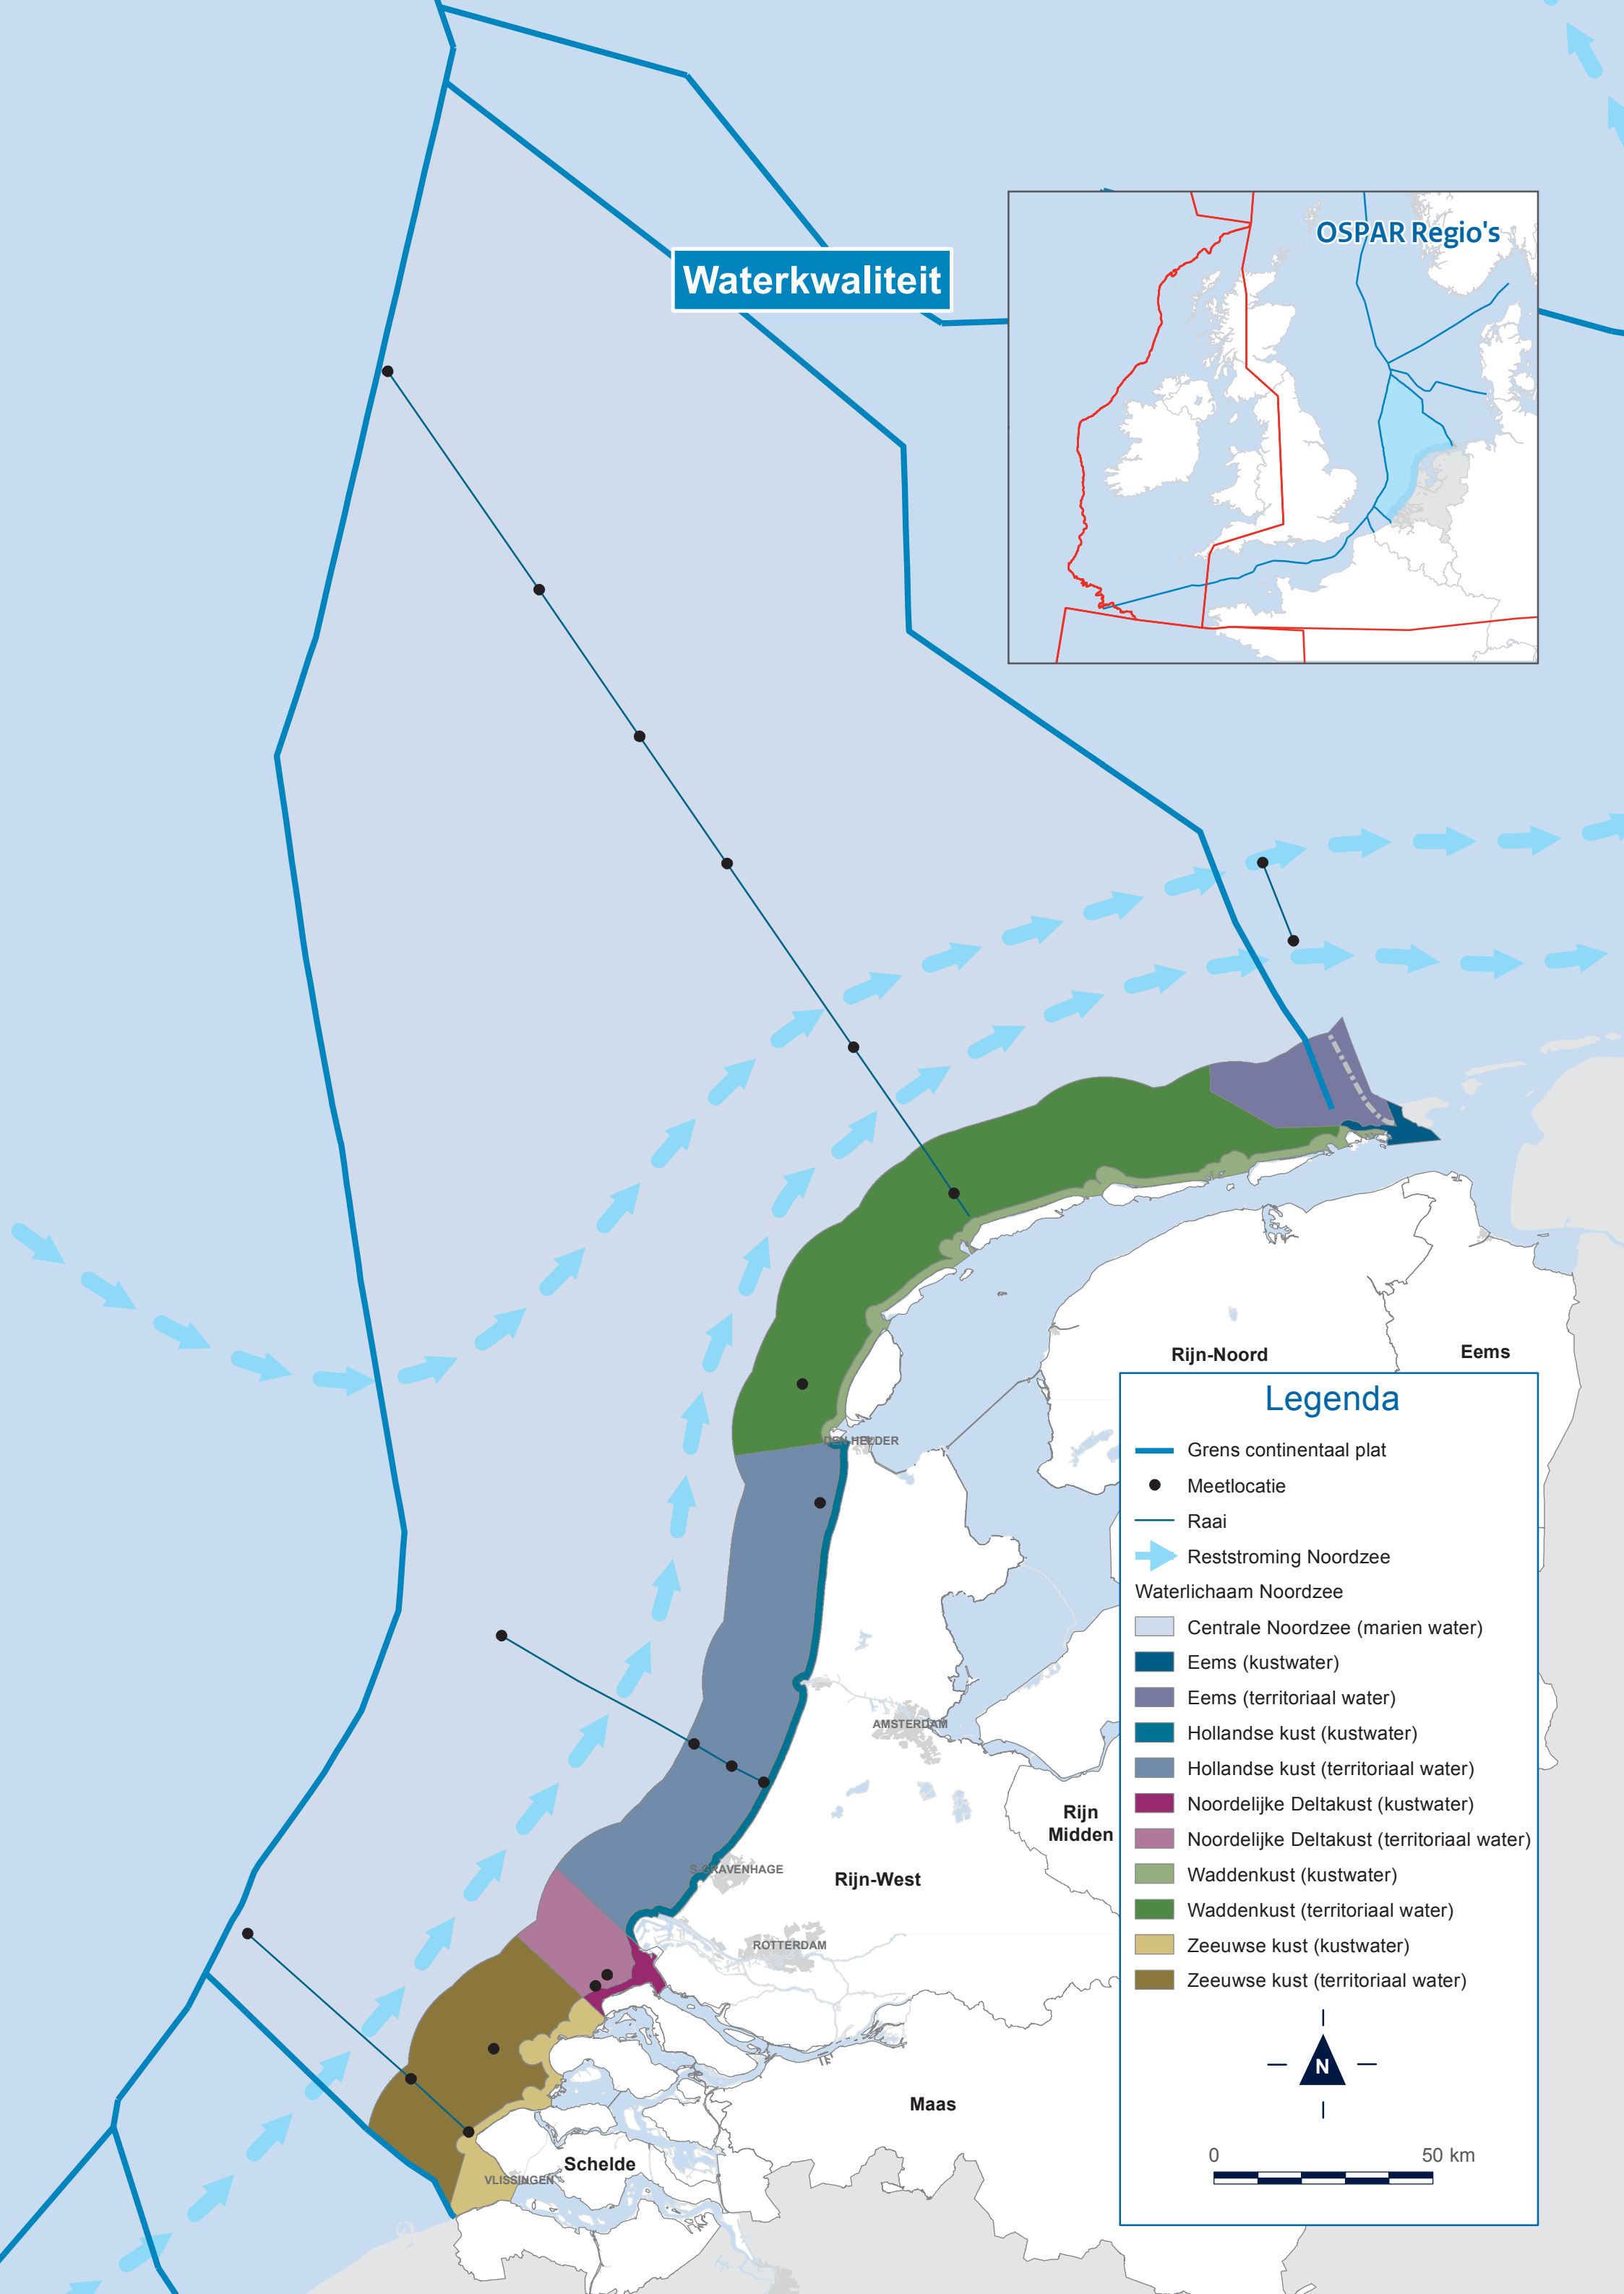 OSPAR Regio's
Waterkwaliteit
Rijn-Noord
Eems
DEN HELDER
AMSTERDAM
Rijn
Midden
S-GRAVENHAGE
Rijn-West
ROTTERDAM
Maas
Schelde
VLISSINGEN
Legenda
Grens continentaal plat
Meetlocatie
Raai
Reststroming Noordzee
Waterlichaam Noordzee
Centrale Noordzee (marien water)
Eems (kustwater)
Eems (territoriaal water)
Hollandse kust (kustwater)
Hollandse kust (territoriaal water)
Noordelijke Deltakust (kustwater)
Noordelijke Deltakust (territoriaal water)
Waddenkust (kustwater)
Waddenkust (territoriaal water)
Zeeuwse kust (kustwater)
Zeeuwse kust (territoriaal water)
N
0 50 km